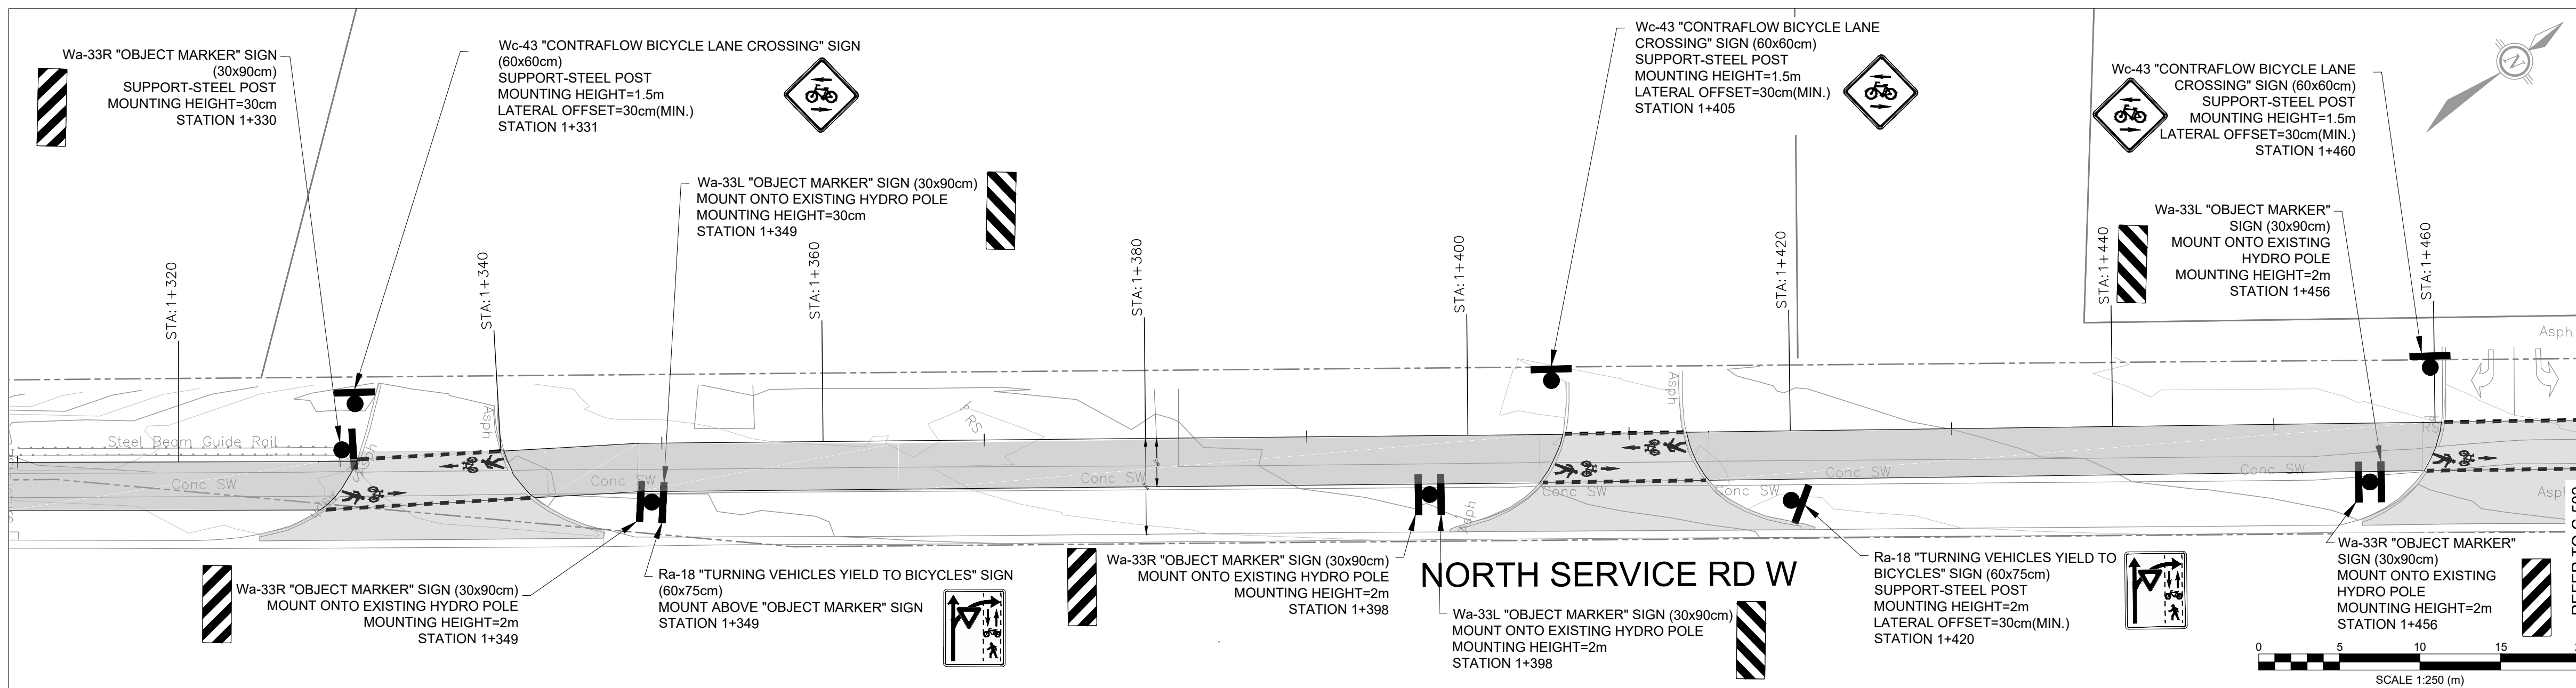 Wa-33R "OBJECT MARKER" SIGN
(30x90cm)
SUPPORT-STEEL POST
MOUNTING HEIGHT=30cm
STATION 1+330
Wc-43 "CONTRAFLOW BICYCLE LANE CROSSING" SIGN
(60x60cm)
SUPPORT-STEEL POST
MOUNTING HEIGHT=1.5m
LATERAL OFFSET=30cm(MIN.)
STATION 1+331
Wa-33L "OBJECT MARKER" SIGN (30x90cm)
MOUNT ONTO EXISTING HYDRO POLE
MOUNTING HEIGHT=30cm
STATION 1+349
Wc-43 "CONTRAFLOW BICYCLE LANE
CROSSING" SIGN (60x60cm)
SUPPORT-STEEL POST
MOUNTING HEIGHT=1.5m
LATERAL OFFSET=30cm(MIN.)
STATION 1+405
Wc-43 "CONTRAFLOW BICYCLE LANE
CROSSING" SIGN (60x60cm)
SUPPORT-STEEL POST
MOUNTING HEIGHT=1.5m
LATERAL OFFSET=30cm(MIN.)
STATION 1+460
Wa-33L "OBJECT MARKER"
SIGN (30x90cm)
MOUNT ONTO EXISTING
HYDRO POLE
MOUNTING HEIGHT=2m
STATION 1+456
N
STA:1+320
STA:1+340
STA:1+360
STA:1+380
STA:1+400
STA:1+420
STA:1+440
STA:1+460
Asph
Steel Beam Guide Rail
Asph
Asph
RS
Asph
RS
Conc SW
Conc SW
Conc SW
Conc SW
Conc SW
Conc SW
Conc SW
Asph
Asph
Wa-33R "OBJECT MARKER" SIGN (30x90cm)
MOUNT ONTO EXISTING HYDRO POLE
MOUNTING HEIGHT=2m
STATION 1+349
Ra-18 "TURNING VEHICLES YIELD TO BICYCLES" SIGN
(60x75cm)
MOUNT ABOVE "OBJECT MARKER" SIGN
STATION 1+349
Wa-33R "OBJECT MARKER" SIGN (30x90cm)
MOUNT ONTO EXISTING HYDRO POLE
MOUNTING HEIGHT=2m
STATION 1+398
NORTH SERVICE RD W
Wa-33L "OBJECT MARKER" SIGN (30x90cm)
MOUNT ONTO EXISTING HYDRO POLE
MOUNTING HEIGHT=2m
STATION 1+398
Ra-18 "TURNING VEHICLES YIELD TO
BICYCLES" SIGN (60x75cm)
SUPPORT-STEEL POST
MOUNTING HEIGHT=2m
LATERAL OFFSET=30cm(MIN.)
STATION 1+420
Wa-33R "OBJECT MARKER"
SIGN (30x90cm)
MOUNT ONTO EXISTING
HYDRO POLE
MOUNTING HEIGHT=2m
STATION 1+456
0 5 10 15
SCALE 1:250 (m)